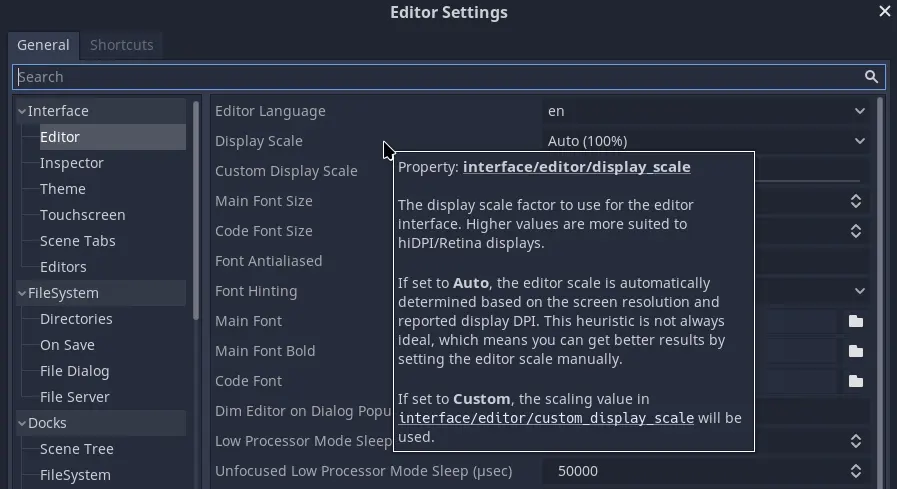 Editor Settings
General Shortcuts
Search
Interface
Editor
Inspector
Theme
Touchscreen
Scene Tabs
Editors
FileSystem
Directories
On Save
File Dialog
File Server
Docks
Scene Tree
FileSystem
Editor Language en
Display Scale Auto (100%)
Custom Display Scale
Main Font Size
Code Font Size
Font Antialiased
Font Hinting
Main Font
Main Font Bold
Code Font
Dim Editor on Dialog Popu
Low Processor Mode Sleep
Unfocused Low Processor Mode Sleep (µsec) 50000
Property: interface/editor/display_scale
The display scale factor to use for the editor
interface. Higher values are more suited to
hiDPI/Retina displays.
If set to Auto, the editor scale is automatically
determined based on the screen resolution and
reported display DPI. This heuristic is not always
ideal, which means you can get better results by
setting the editor scale manually.
If set to Custom, the scaling value in
interface/editor/custom_display_scale will be
used.